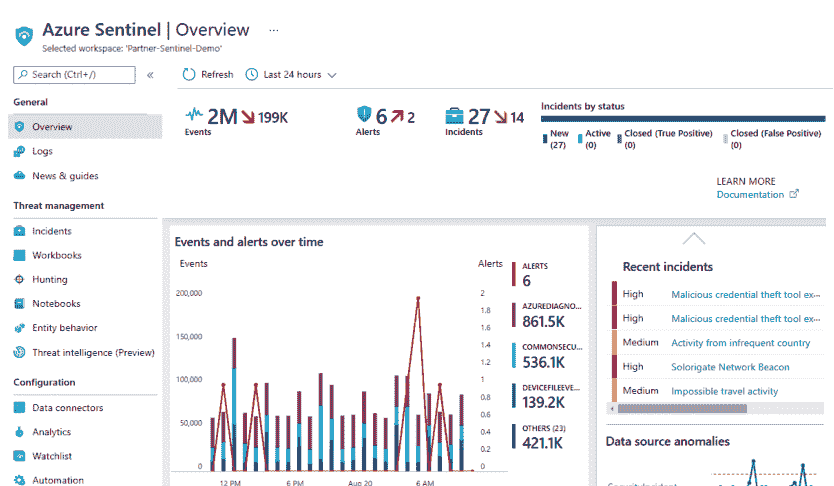 Azure Sentinel | Overview ...
Selected workspace: 'Partner-Sentinel-Demo'
Search (Ctrl+/) «
Refresh Last 24 hours
General
Overview
Logs
News & guides
Threat management
Incidents
Workbooks
Hunting
Notebooks
Entity behavior
Threat intelligence (Preview)
Configuration
Data connectors
Analytics
Watchlist
Automation
2M 199K
Events
6 2
Alerts
27 14
Incidents
Incidents by status
New (27)
Active (0)
Closed (True Positive) (0)
Closed (False Positive) (0)
LEARN MORE
Documentation
Events and alerts over time
Events Alerts
200,000
150,000
100,000
50,000
0
2
1.8
1.6
1.4
1.2
1
0.8
0.6
0.4
0.2
0
12 PM 6 PM Aug 20 6 AM
ALERTS
6
AZUREDIAGNO...
861.5K
COMMONSECU...
536.1K
DEVICEFILEEVE...
139.2K
OTHERS (23)
421.1K
Recent incidents
High Malicious credential theft tool ex...
High Malicious credential theft tool ex...
Medium Activity from infrequent country
High Solorigate Network Beacon
Medium Impossible travel activity
Data source anomalies